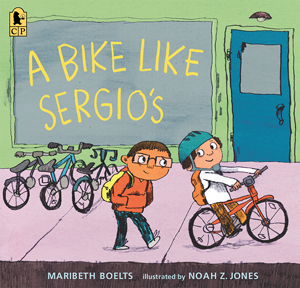 CP
A BIKE LIKE
SERGIO'S
MARIBETH BOELTS illustrated by NOAH Z. JONES